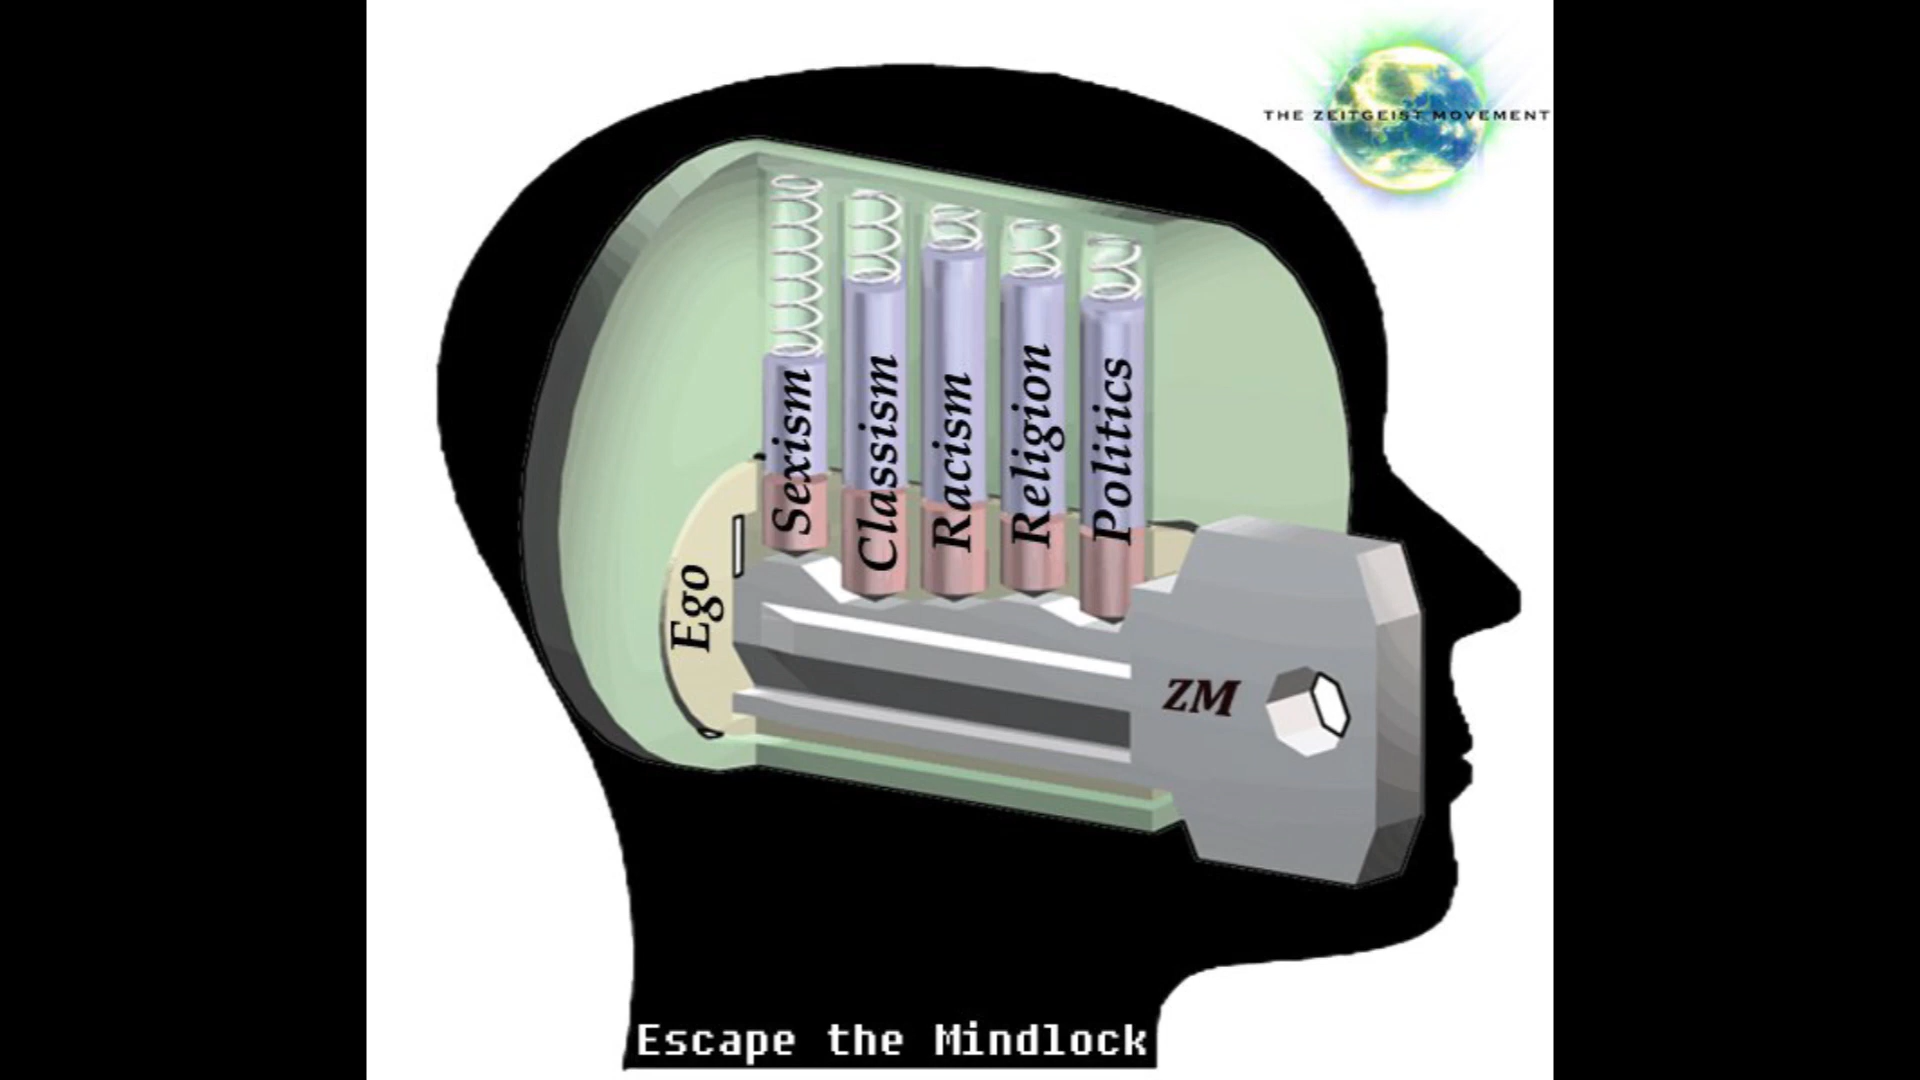 THE ZEITGEIST MOVEMENT
Sexism
Classism
Racism
Religion
Politics
Ego
ZM
Escape the Mindlock